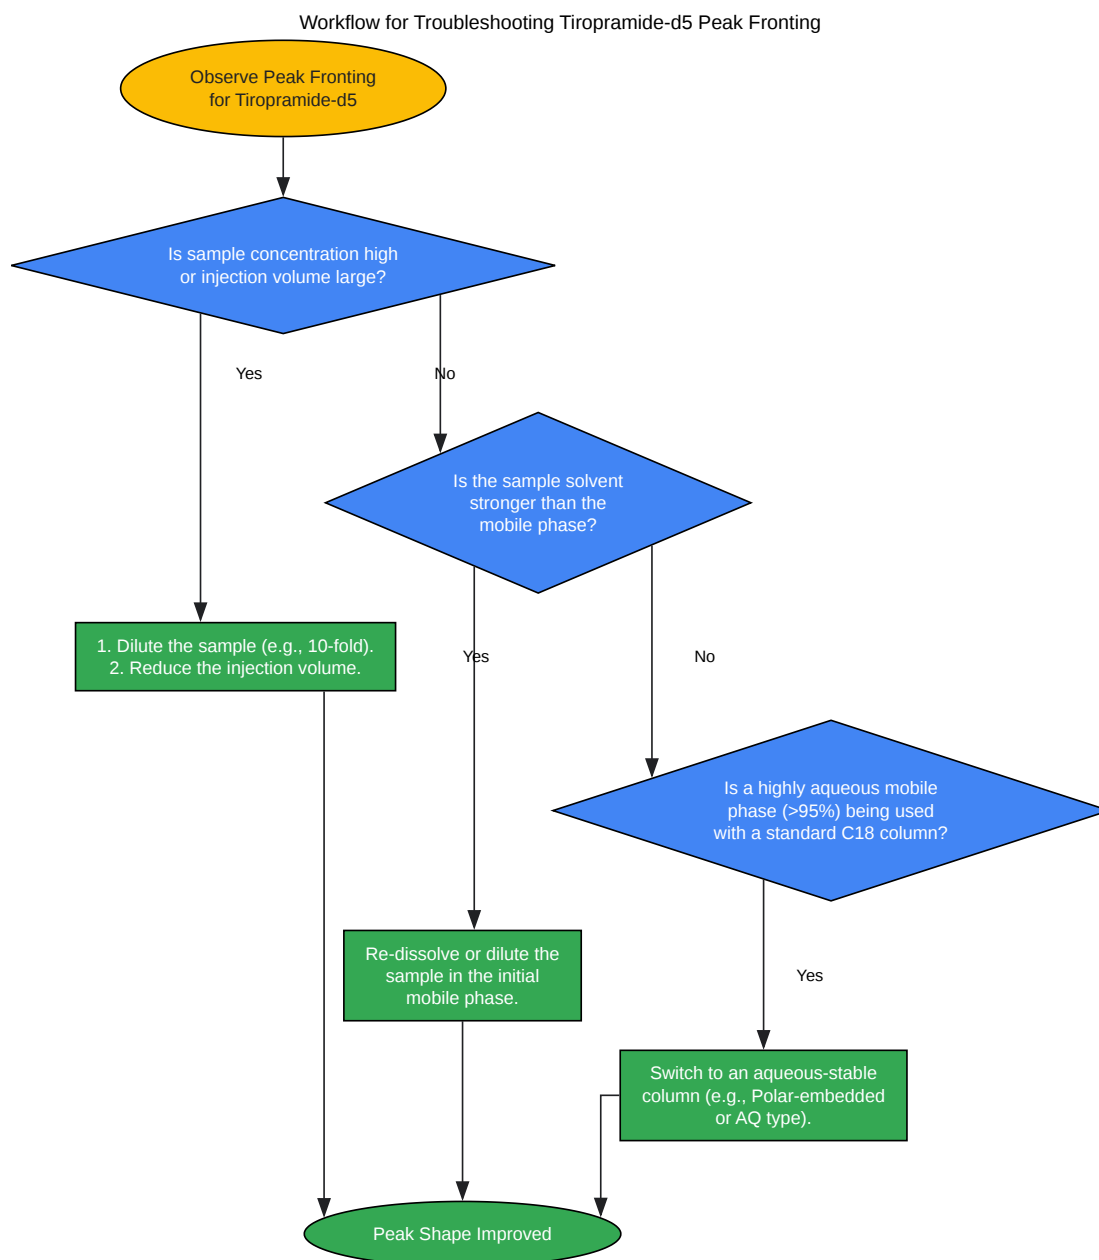 Workflow for Troubleshooting Tiropramide-d5 Peak Fronting
Observe Peak Fronting
for Tiropramide-d5
Is sample concentration high
or injection volume large?
Yes
No
Is the sample solvent
stronger than the
mobile phase?
1. Dilute the sample (e.g., 10-fold).
2. Reduce the injection volume.
Yes
No
Is a highly aqueous mobile
phase (>95%) being used
with a standard C18 column?
Re-dissolve or dilute the
sample in the initial
mobile phase.
Yes
Switch to an aqueous-stable
column (e.g., Polar-embedded
or AQ type).
Peak Shape Improved